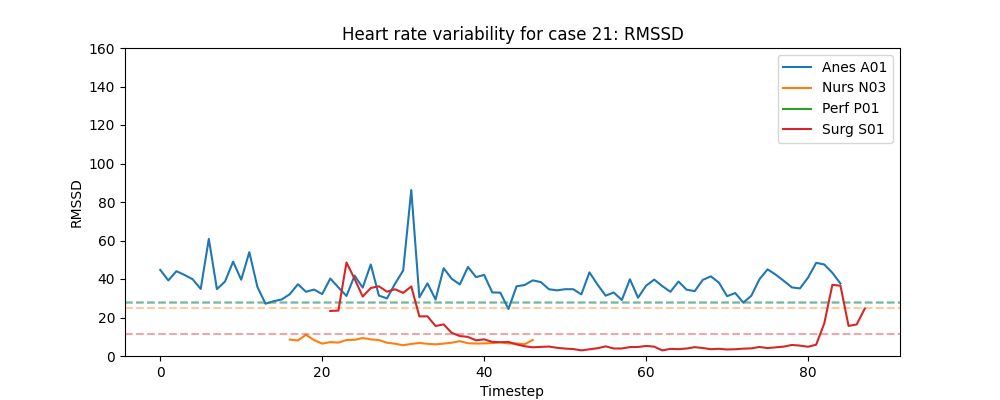 Heart rate variability for case 21: RMSSD
160
140
120
100
80
60
40
20
0
RMSSD
Anes A01
Nurs N03
Perf P01
Surg S01
0 20 40 60 80
Timestep